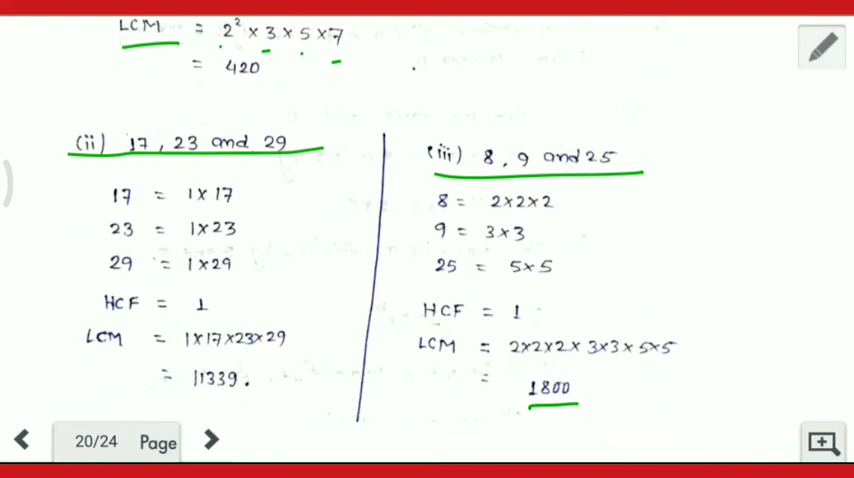 LCM = 2² × 3 × 5 × 7
= 420
(ii) 17, 23 and 29
17 = 1 × 17
23 = 1 × 23
29 = 1 × 29
HCF = 1
LCM = 1×17×23×29
= 11339.
(iii) 8, 9 and 25
8 = 2×2×2
9 = 3×3
25 = 5×5
HCF = 1
LCM = 2×2×2×3×3×5×5
= 1800
20/24 Page